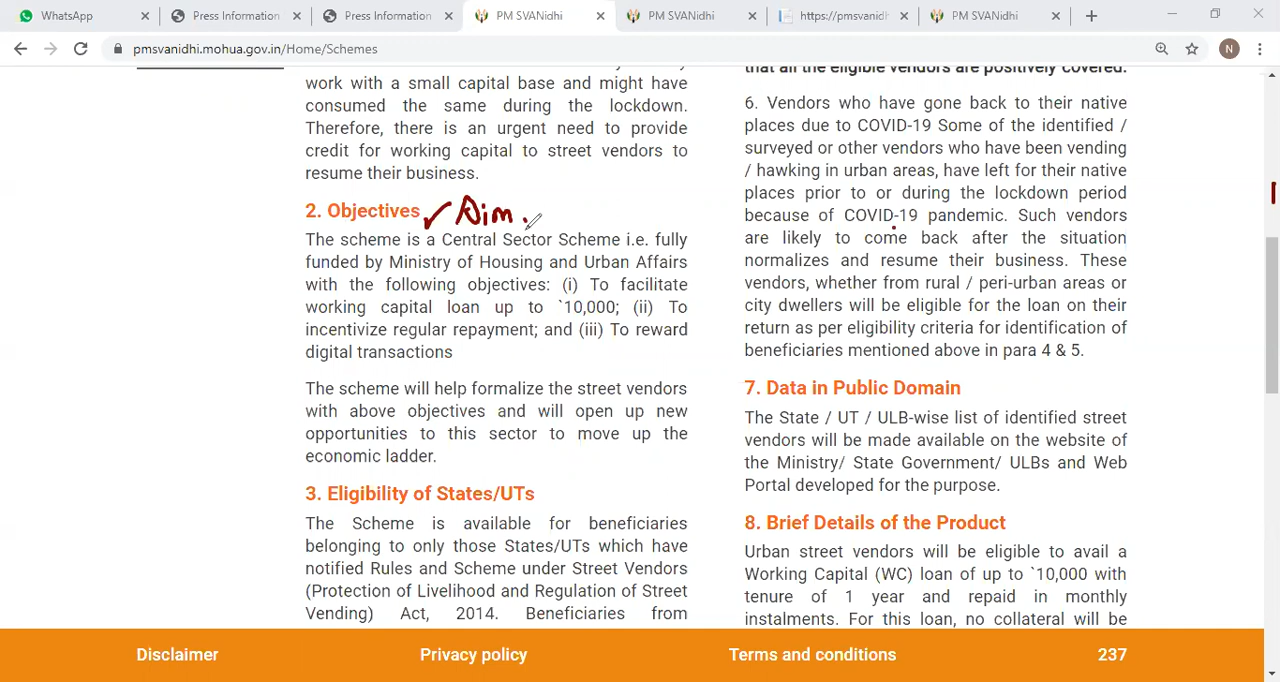 WhatsApp
Press Information
Press Information
PM SVANidhi
PM SVANidhi
https://pmsvanidh
PM SVANidhi
pmsvanidhi.mohua.gov.in/Home/Schemes
N
work with a small capital base and might have
consumed the same during the lockdown.
Therefore, there is an urgent need to provide
credit for working capital to street vendors to
resume their business.
2. Objectives ✓ Aim .
The scheme is a Central Sector Scheme i.e. fully
funded by Ministry of Housing and Urban Affairs
with the following objectives: (i) To facilitate
working capital loan up to `10,000; (ii) To
incentivize regular repayment; and (iii) To reward
digital transactions
The scheme will help formalize the street vendors
with above objectives and will open up new
opportunities to this sector to move up the
economic ladder.
3. Eligibility of States/UTs
The Scheme is available for beneficiaries
belonging to only those States/UTs which have
notified Rules and Scheme under Street Vendors
(Protection of Livelihood and Regulation of Street
Vending) Act, 2014. Beneficiaries from
that all the eligible vendors are positively covered.
6. Vendors who have gone back to their native
places due to COVID-19 Some of the identified /
surveyed or other vendors who have been vending
/ hawking in urban areas, have left for their native
places prior to or during the lockdown period
because of COVID-19 pandemic. Such vendors
are likely to come back after the situation
normalizes and resume their business. These
vendors, whether from rural / peri-urban areas or
city dwellers will be eligible for the loan on their
return as per eligibility criteria for identification of
beneficiaries mentioned above in para 4 & 5.
7. Data in Public Domain
The State / UT / ULB-wise list of identified street
vendors will be made available on the website of
the Ministry/ State Government/ ULBs and Web
Portal developed for the purpose.
8. Brief Details of the Product
Urban street vendors will be eligible to avail a
Working Capital (WC) loan of up to `10,000 with
tenure of 1 year and repaid in monthly
instalments. For this loan, no collateral will be
Disclaimer
Privacy policy
Terms and conditions
237